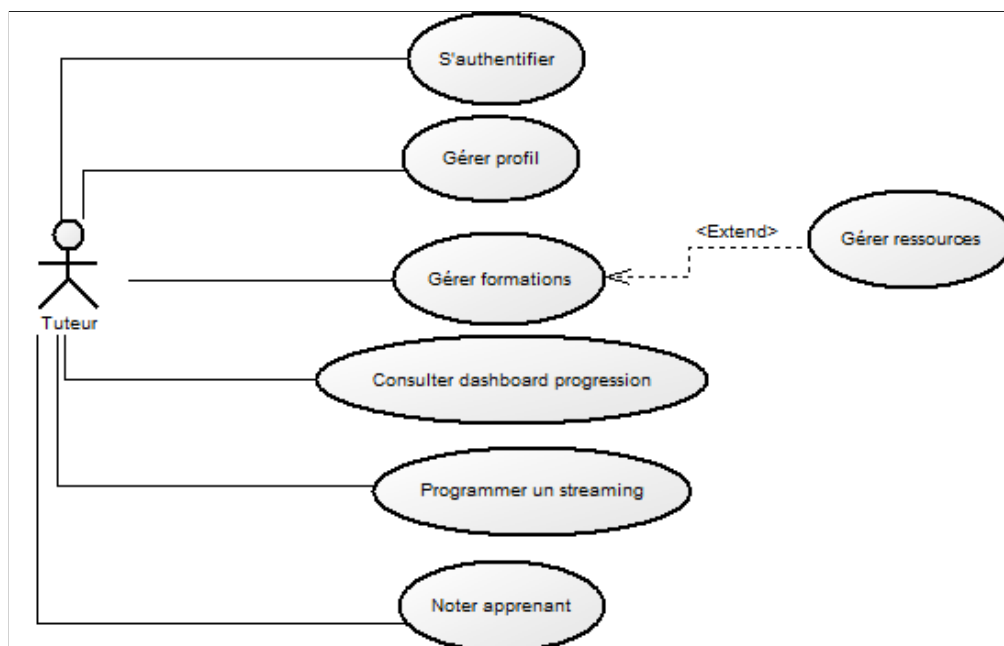 S'authentifier
Gérer profil
<Extend>
Gérer ressources
Gérer formations
Tuteur
Consulter dashboard progression
Programmer un streaming
Noter apprenant